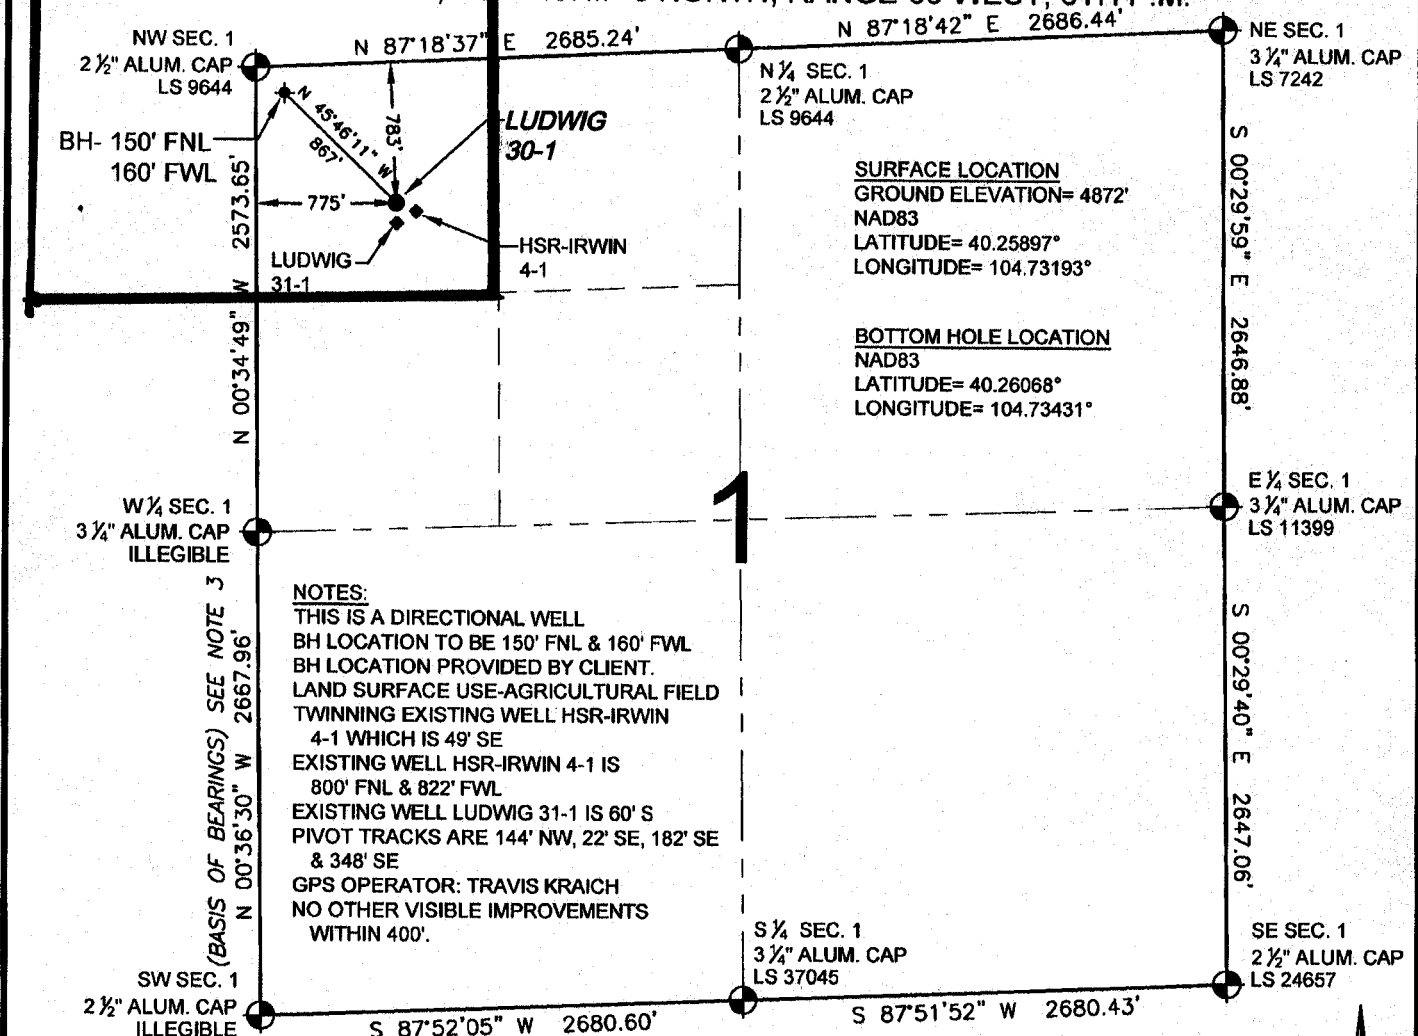 NORTH, RANGE
WEST,
NW SEC. 1
2 ½" ALUM. CAP
LS 9644
N 87°18'37" E 2685.24'
N 87°18'42" E 2686.44'
NE SEC. 1
3 ¼" ALUM. CAP
LS 7242
N ¼ SEC. 1
2 ½" ALUM. CAP
LS 9644
BH- 150' FNL
160' FWL
N 45°46'11" W
867'
783'
775'
LUDWIG
30-1
LUDWIG
31-1
HSR-IRWIN
4-1
N 00°34'49" W 2573.65'
SURFACE LOCATION
GROUND ELEVATION= 4872'
NAD83
LATITUDE= 40.25897°
LONGITUDE= 104.73193°
BOTTOM HOLE LOCATION
NAD83
LATITUDE= 40.26068°
LONGITUDE= 104.73431°
S 00°29'59" E 2646.88'
1
W ¼ SEC. 1
3 ¼" ALUM. CAP
ILLEGIBLE
E ¼ SEC. 1
3 ¼" ALUM. CAP
LS 11399
(BASIS OF BEARINGS) SEE NOTE 3
N 00°36'30" W 2667.96'
NOTES:
THIS IS A DIRECTIONAL WELL
BH LOCATION TO BE 150' FNL & 160' FWL
BH LOCATION PROVIDED BY CLIENT.
LAND SURFACE USE-AGRICULTURAL FIELD
TWINNING EXISTING WELL HSR-IRWIN
4-1 WHICH IS 49' SE
EXISTING WELL HSR-IRWIN 4-1 IS
800' FNL & 822' FWL
EXISTING WELL LUDWIG 31-1 IS 60' S
PIVOT TRACKS ARE 144' NW, 22' SE, 182' SE
& 348' SE
GPS OPERATOR: TRAVIS KRAICH
NO OTHER VISIBLE IMPROVEMENTS
WITHIN 400'.
S 00°29'40" E 2647.06'
SW SEC. 1
2 ½" ALUM. CAP
ILLEGIBLE
S ¼ SEC. 1
3 ¼" ALUM. CAP
LS 37045
SE SEC. 1
2 ½" ALUM. CAP
LS 24657
S 87°52'05" W 2680.60'
S 87°51'52" W 2680.43'